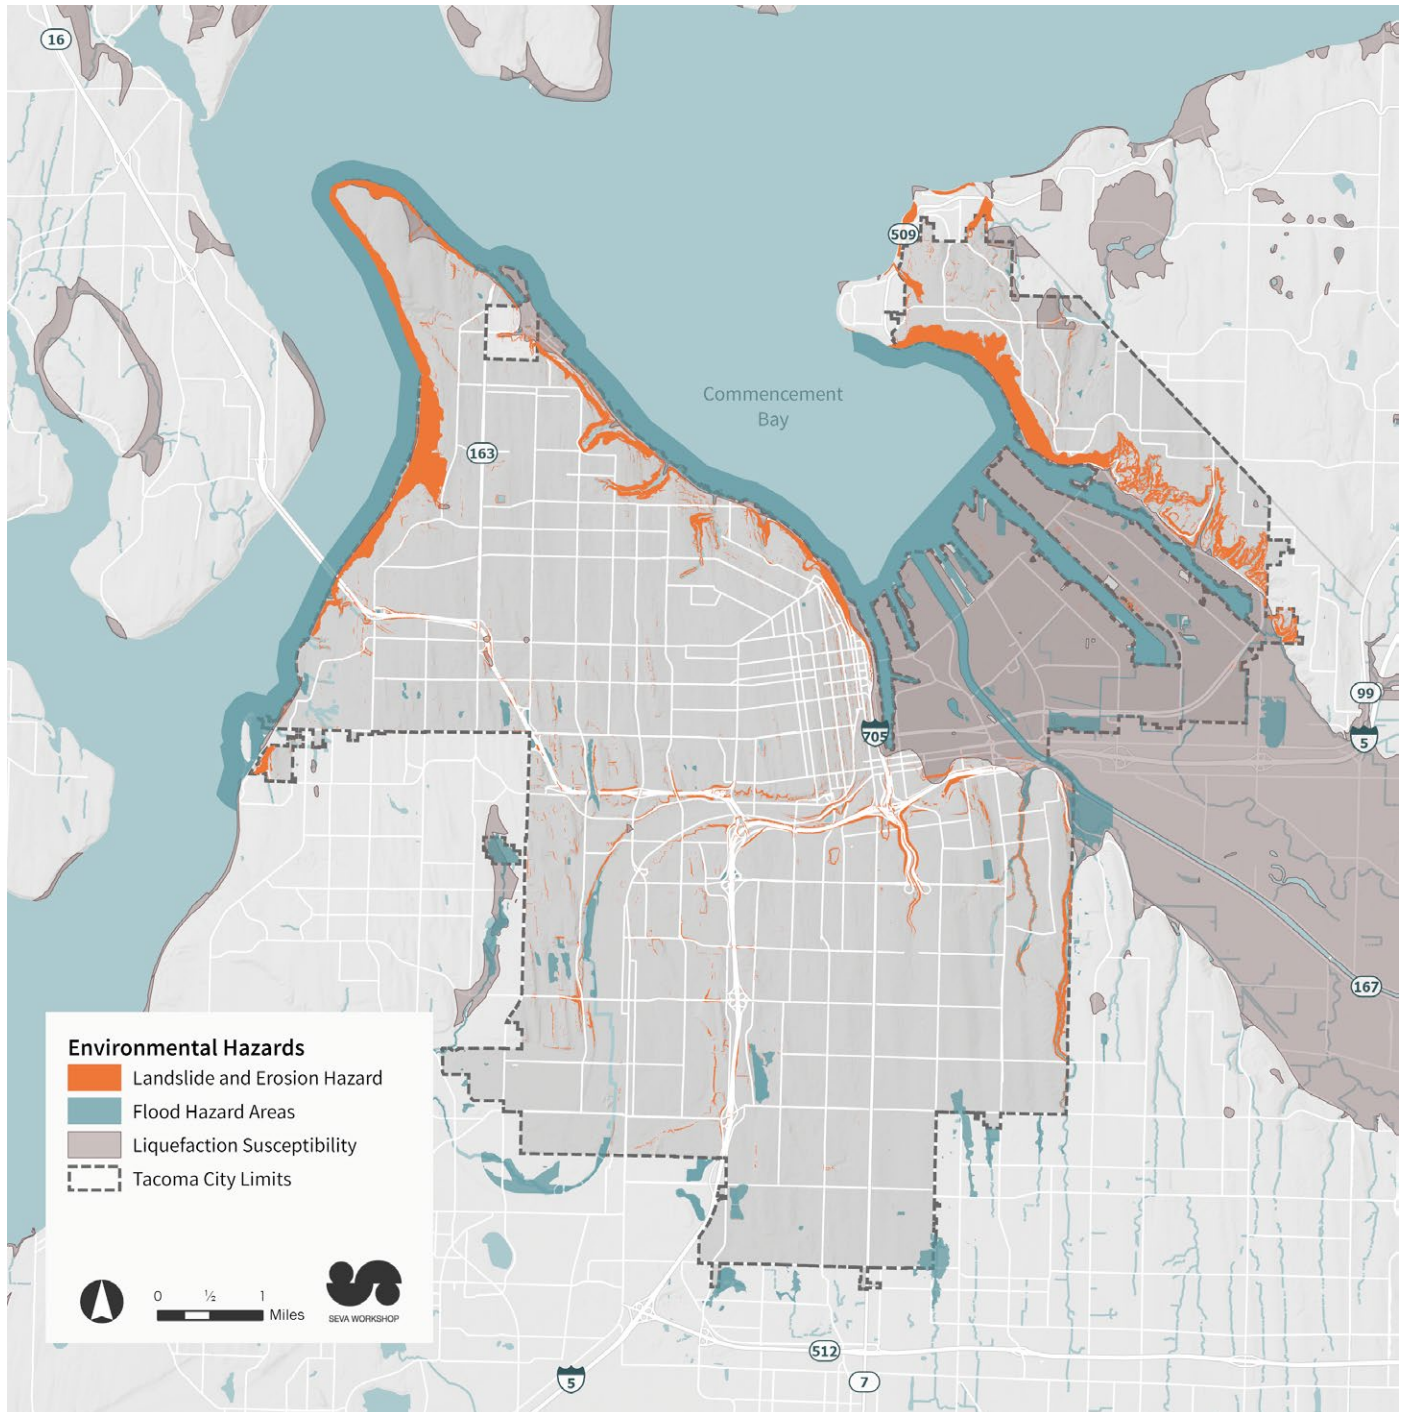 16
509
Commencement
Bay
163
99
5
705
167
Environmental Hazards
Landslide and Erosion Hazard
Flood Hazard Areas
Liquefaction Susceptibility
Tacoma City Limits
0 ½ 1
Miles
SEVA WORKSHOP
512
5
7